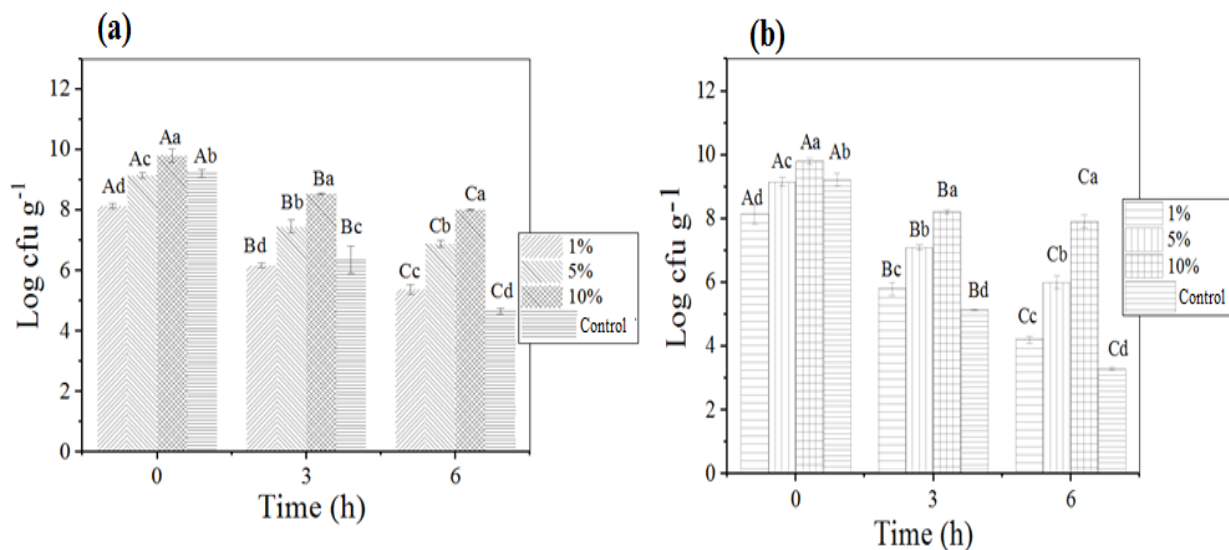 (a)
Log cfu g-1
12
10
8
6
4
2
0
Ad
Ac
Aa
Ab
Bd
Bb
Ba
Bc
Cc
Cb
Ca
Cd
0 3 6
Time (h)
1%
5%
10%
Control
(b)
Log cfu g-1
12
10
8
6
4
2
0
Ad
Ac
Aa
Ab
Bc
Bb
Ba
Bd
Cc
Cb
Ca
Cd
0 3 6
Time (h)
1%
5%
10%
Control